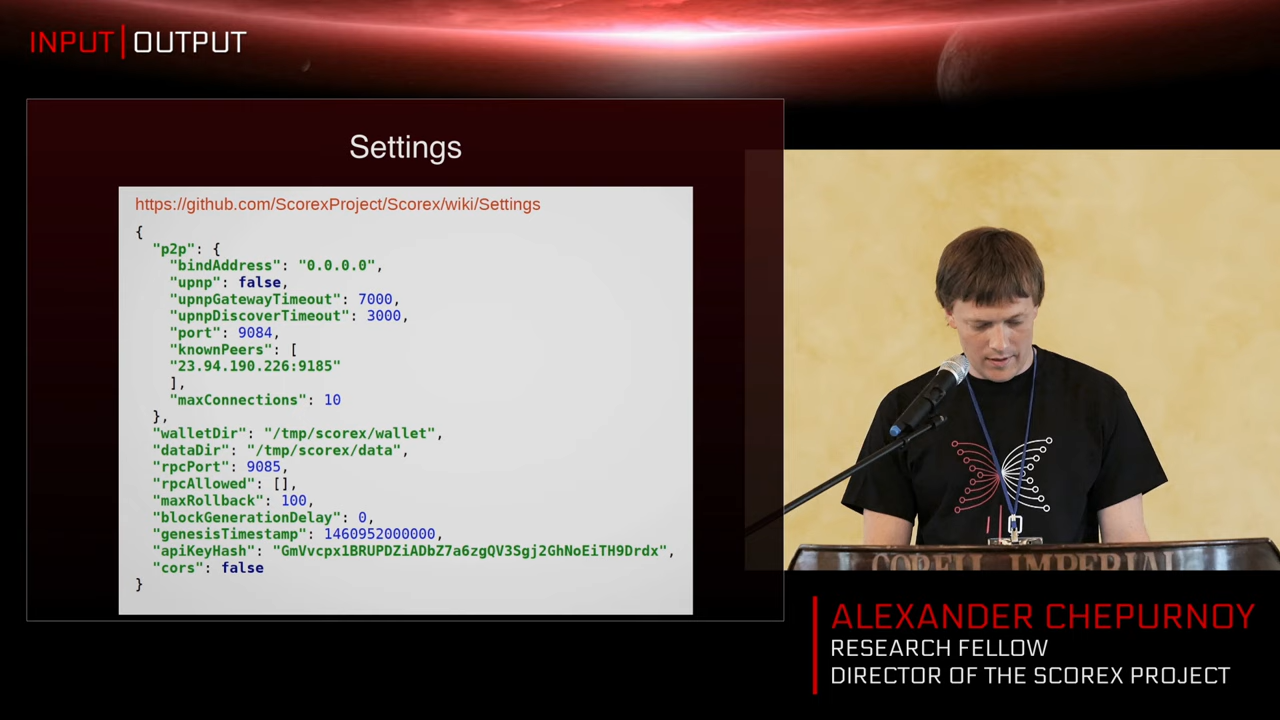 INPUT|OUTPUT
Settings
https://github.com/ScorexProject/Scorex/wiki/Settings
{
"p2p": {
"bindAddress": "0.0.0.0",
"upnp": false,
"upnpGatewayTimeout": 7000,
"upnpDiscoverTimeout": 3000,
"port": 9084,
"knownPeers": [
"23.94.190.226:9185"
],
"maxConnections": 10
},
"walletDir": "/tmp/scorex/wallet",
"dataDir": "/tmp/scorex/data",
"rpcPort": 9085,
"rpcAllowed": [],
"maxRollback": 100,
"blockGenerationDelay": 0,
"genesisTimestamp": 1460952000000,
"apiKeyHash": "GmVvcpx1BRUPDZiADbZ7a6zgQV3Sgj2GhNoEiTH9Drdx",
"cors": false
}
CORFU IMPERIAL
ALEXANDER CHEPURNOY
RESEARCH FELLOW
DIRECTOR OF THE SCOREX PROJECT